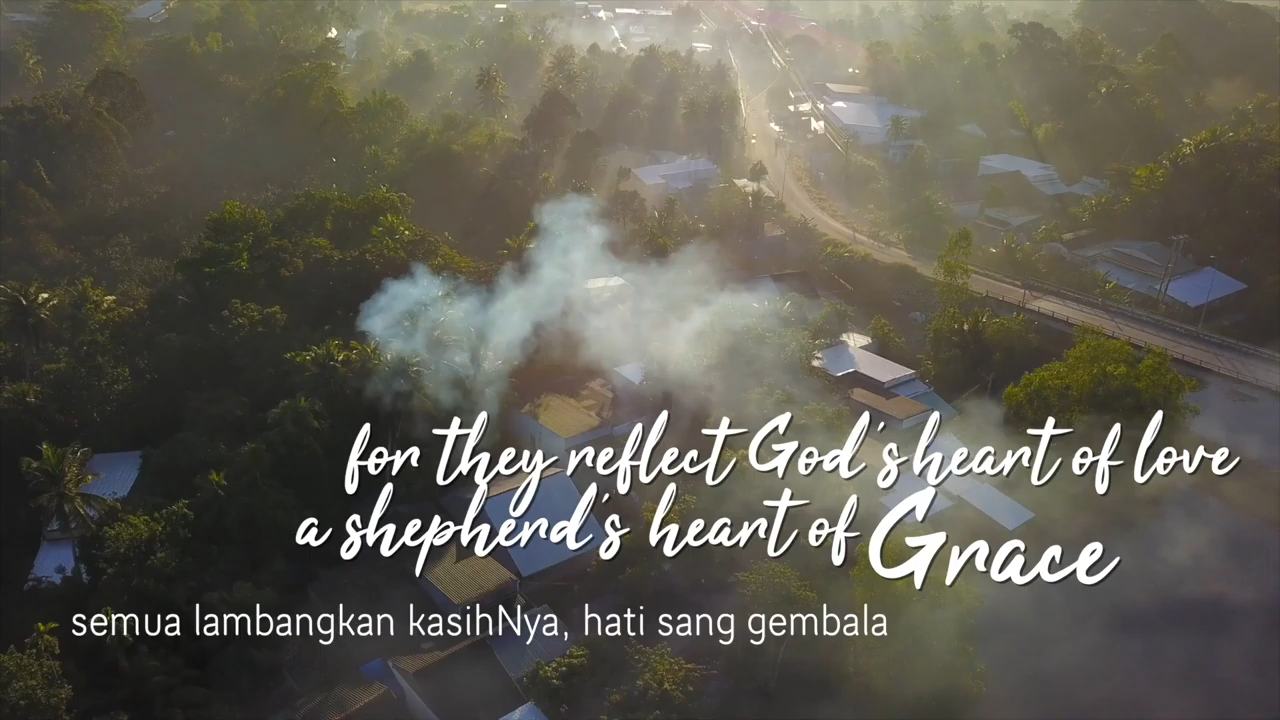 for they reflect God's heart of love
a shepherd's heart of Grace
semua lambangkan kasihNya, hati sang gembala